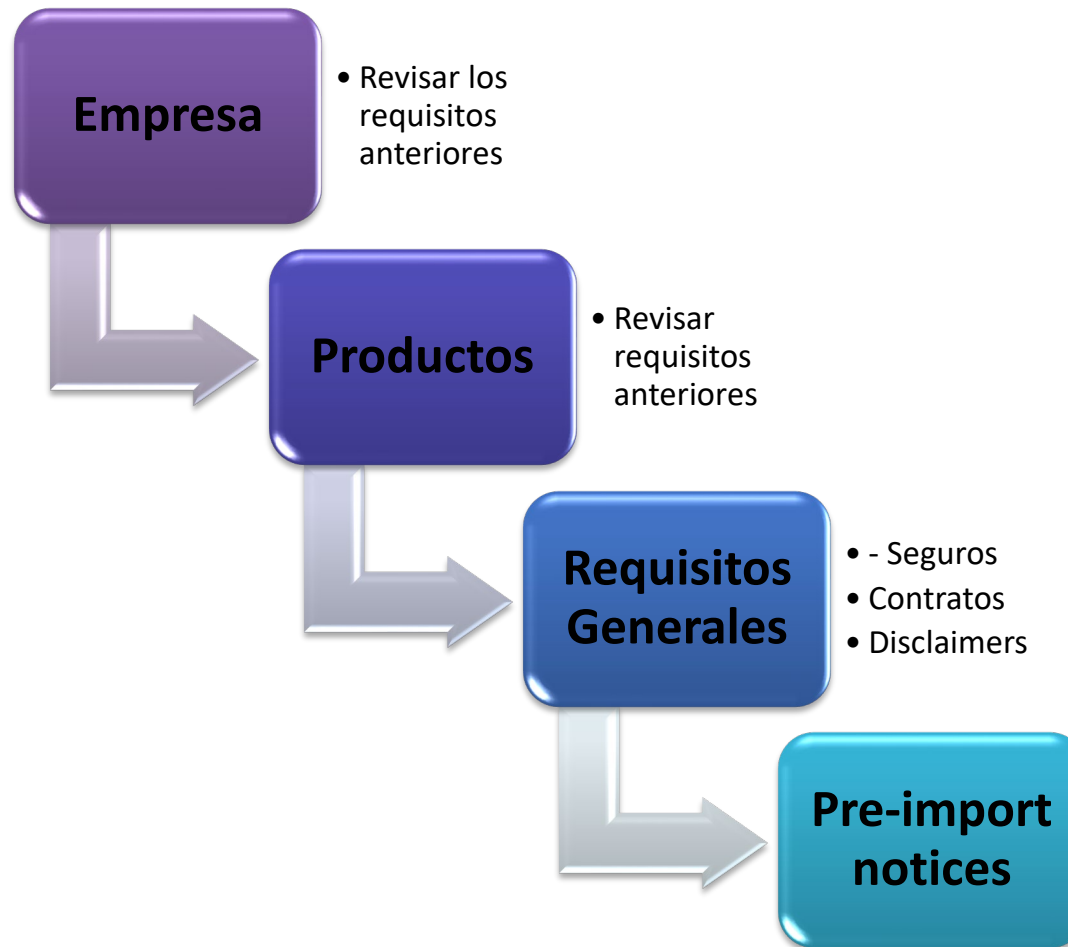 Empresa
• Revisar los
requisitos
anteriores
Productos
• Revisar
requisitos
anteriores
Requisitos
Generales
• - Seguros
• Contratos
• Disclaimers
Pre-import
notices